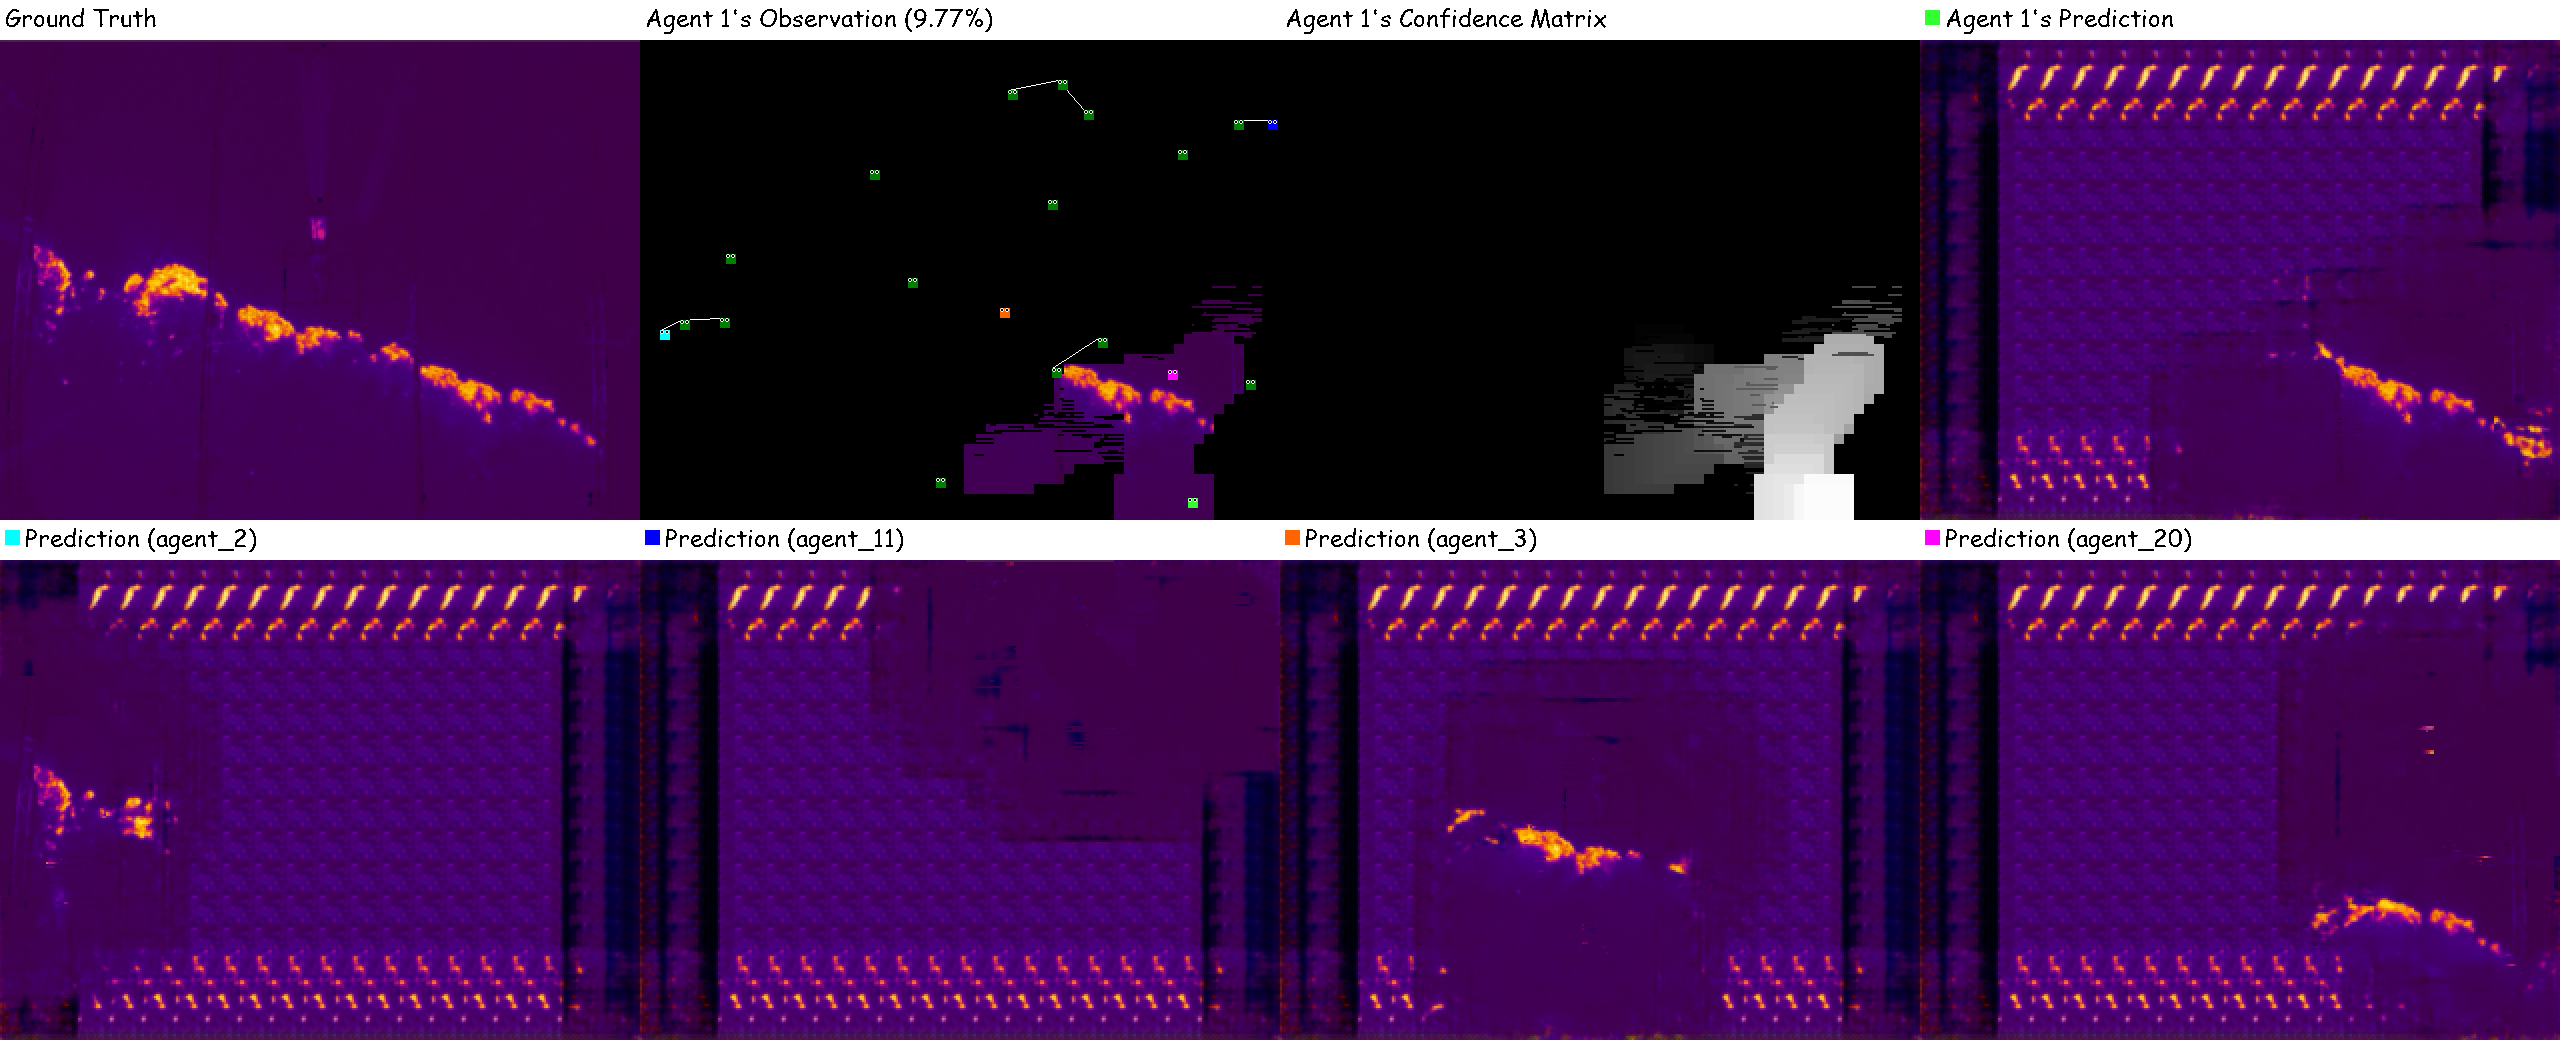 Ground Truth
Agent 1's Observation (9.77%)
Agent 1's Confidence Matrix
Agent 1's Prediction
Prediction (agent_2)
Prediction (agent_11)
Prediction (agent_3)
Prediction (agent_20)